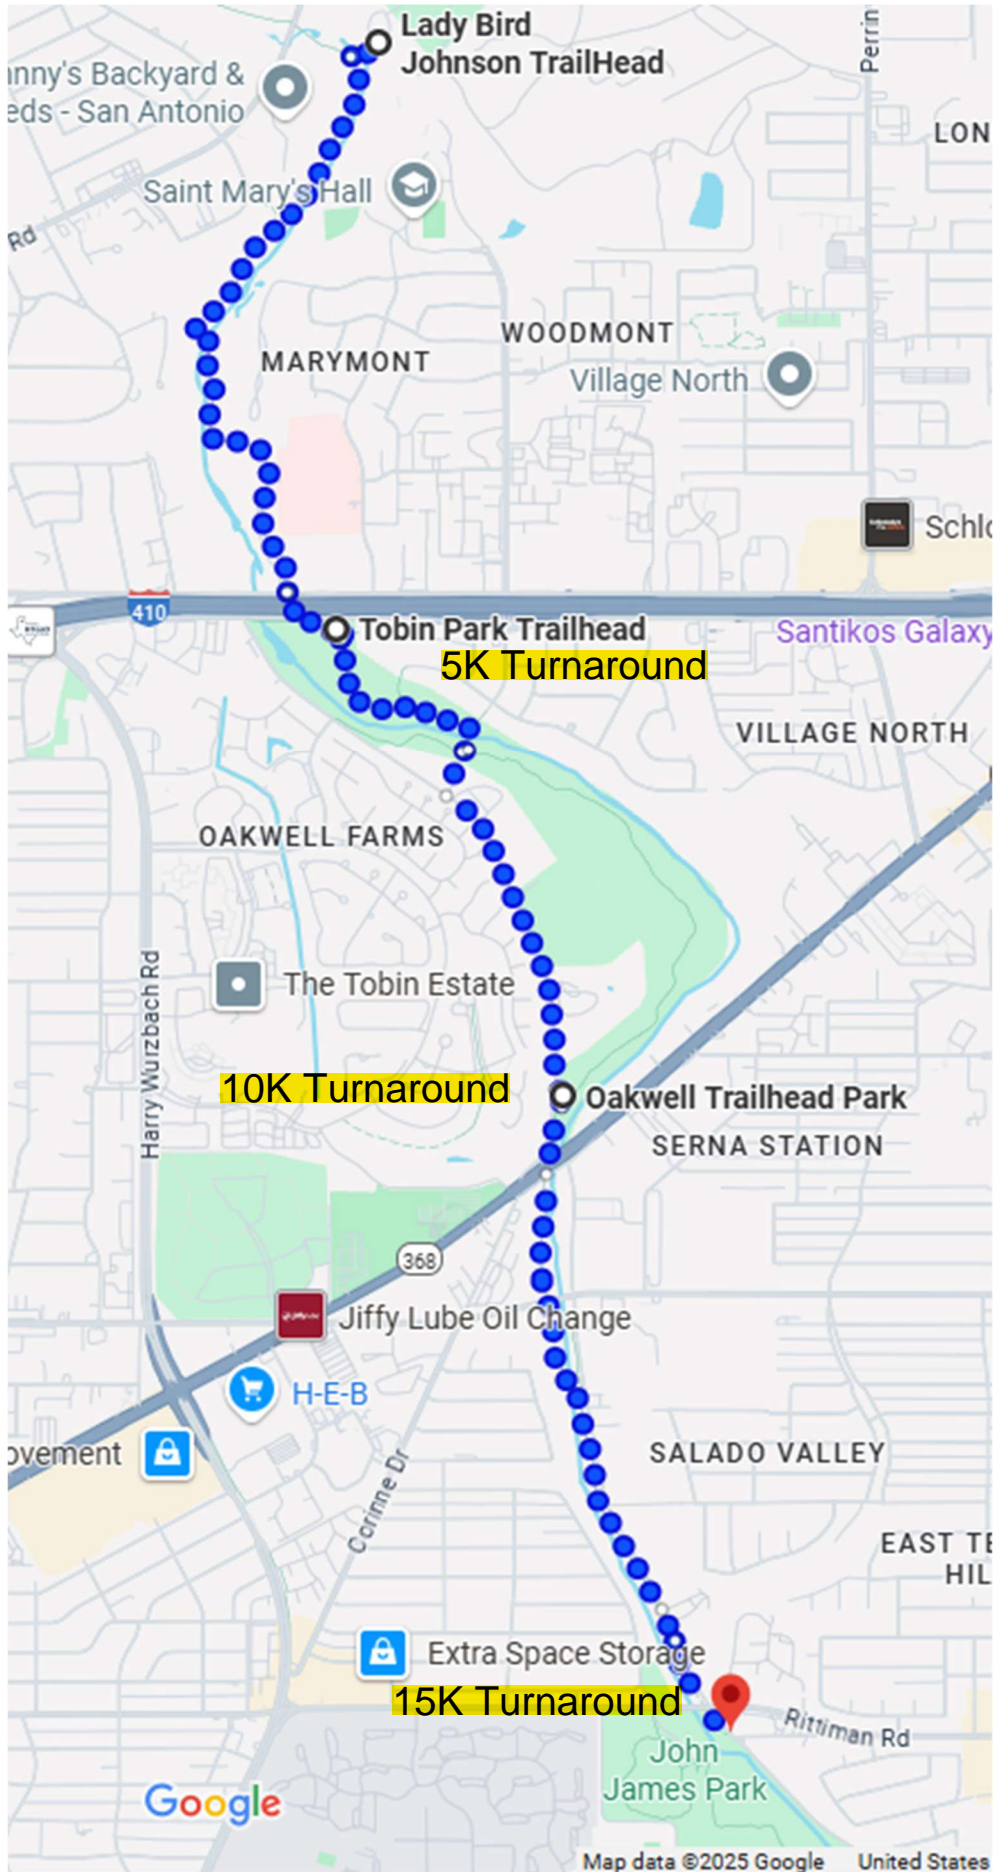 Lady Bird
Johnson TrailHead
Perrin
nny's Backyard &
eds - San Antonio
LON
Saint Mary's Hall
Rd
WOODMONT
MARYMONT
Village North
Schlo
410
Tobin Park Trailhead
Santikos Galaxy
5K Turnaround
VILLAGE NORTH
OAKWELL FARMS
The Tobin Estate
Harry Wurzbach Rd
10K Turnaround
Oakwell Trailhead Park
SERNA STATION
368
Jiffy Lube Oil Change
H-E-B
ovement
SALADO VALLEY
Corinne Dr
EAST TE
HIL
Extra Space Storage
15K Turnaround
Rittiman Rd
John
James Park
Google
Map data ©2025 Google United States